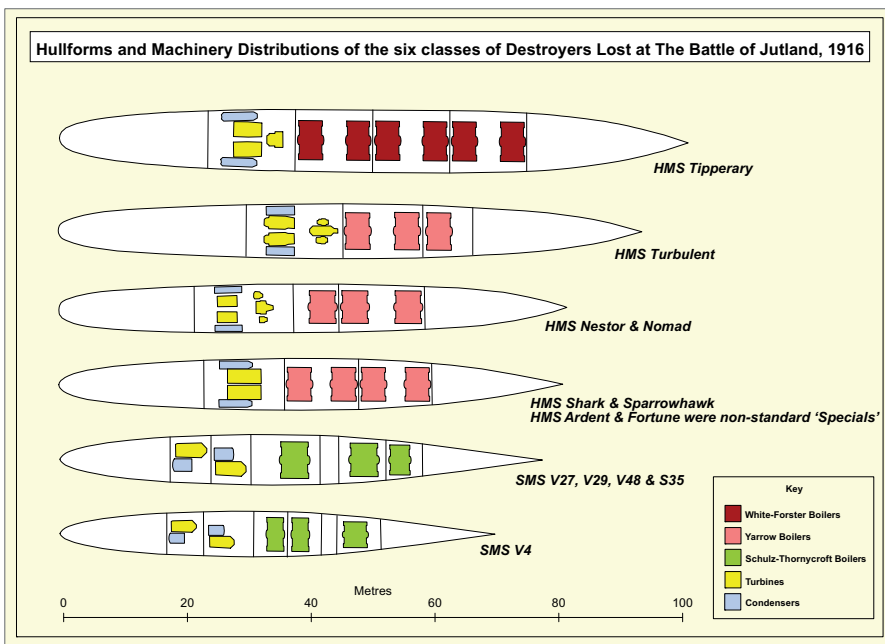 Hullforms and Machinery Distributions of the six classes of Destroyers Lost at The Battle of Jutland, 1916
HMS Tipperary
HMS Turbulent
HMS Nestor & Nomad
HMS Shark & Sparrowhawk
HMS Ardent & Fortune were non-standard ‘Specials’
SMS V27, V29, V48 & S35
SMS V4
Key
White-Forster Boilers
Yarrow Boilers
Schulz-Thornycroft Boilers
Turbines
Condensers
Metres
0 20 40 60 80 100